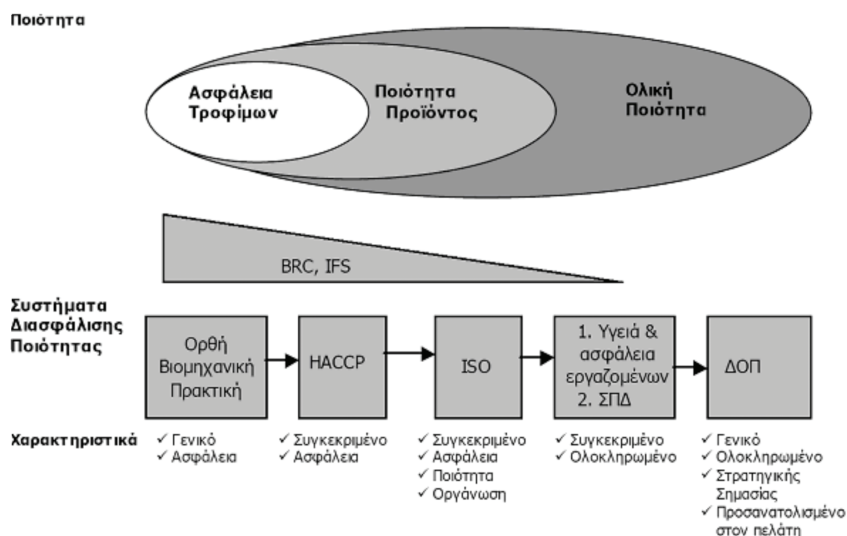 Ποιότητα
Ασφάλεια
Τροφίμων
Ποιότητα
Προϊόντος
Ολική
Ποιότητα
BRC, IFS
Συστήματα
Διασφάλισης
Ποιότητας
Ορθή
Βιομηχανική
Πρακτική
HACCP
ISO
1. Υγειά &
ασφάλεια
εργαζομένων
2. ΣΠΔ
ΔΟΠ
Χαρακτηριστικά
✓ Γενικό
✓ Ασφάλεια
✓ Συγκεκριμένο
✓ Ασφάλεια
✓ Συγκεκριμένο
✓ Ασφάλεια
✓ Ποιότητα
✓ Οργάνωση
✓ Συγκεκριμένο
✓ Ολοκληρωμένο
✓ Γενικό
✓ Ολοκληρωμένο
✓ Στρατηγικής
Σημασίας
✓ Προσανατολισμένο
στον πελάτη